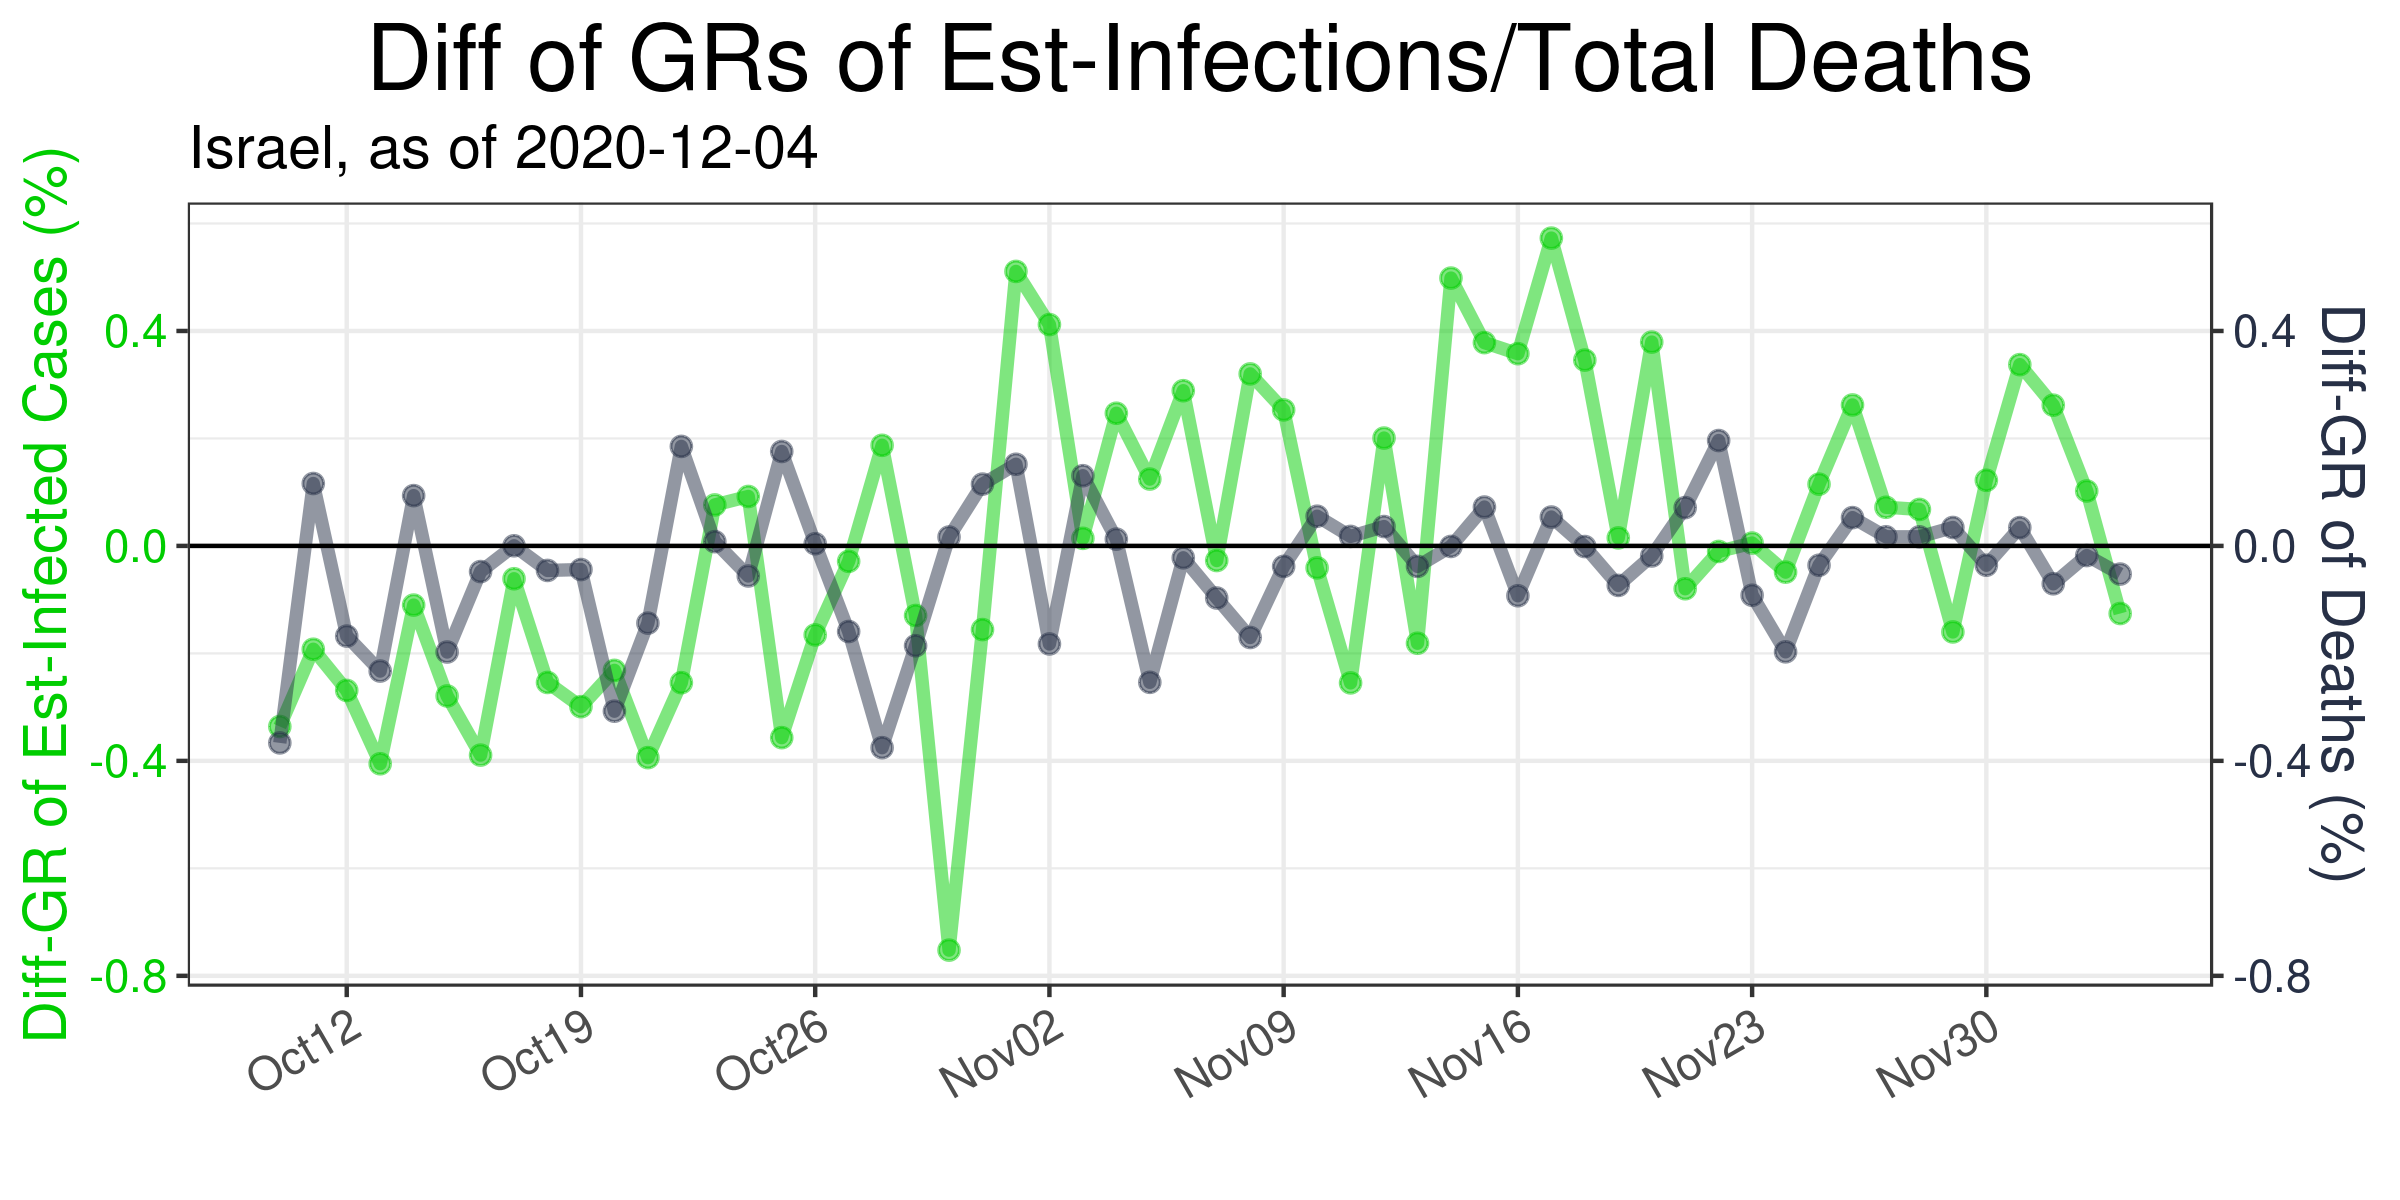 Diff of GRs of Est-Infections/Total Deaths
Israel, as of 2020-12-04
Diff-GR of Est-Infected Cases (%)
0.4
0.0
-0.4
-0.8
0.4
0.0
-0.4
-0.8
Diff-GR of Deaths (%)
Oct12
Oct19
Oct26
Nov02
Nov09
Nov16
Nov23
Nov30